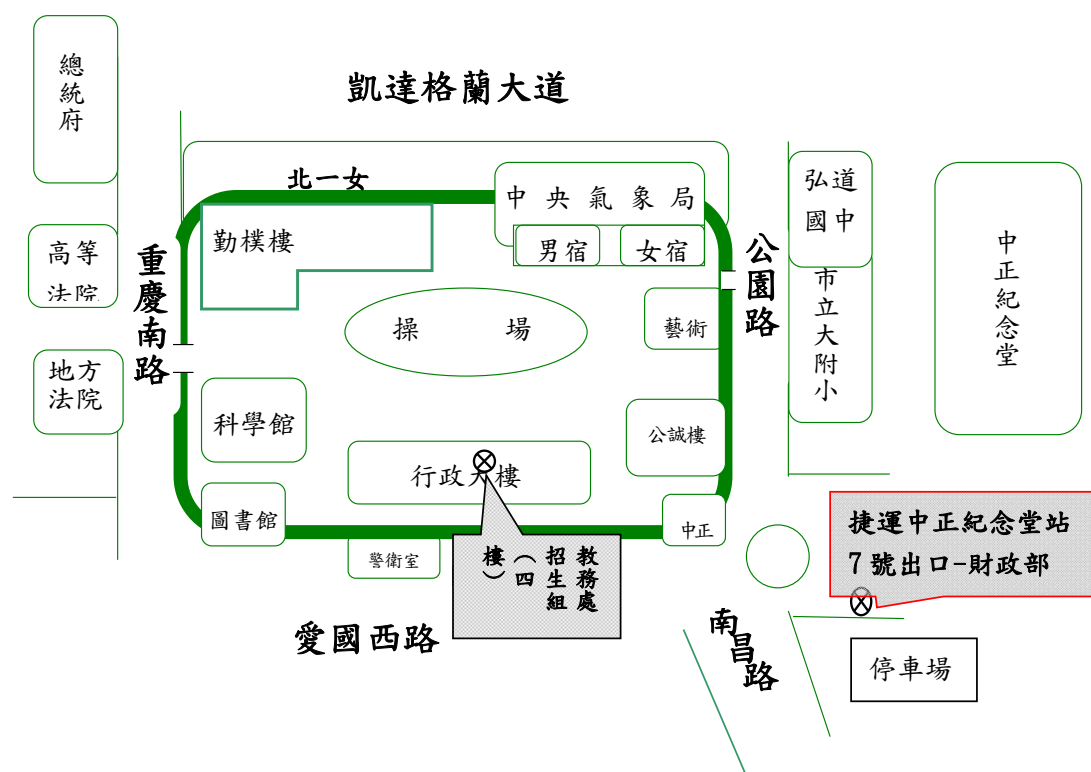 總統府
凱達格蘭大道
北一女
中央氣象局
弘道
國中
勤樸樓
男宿
女宿
高等
法院
重慶南路
公園路
中正紀念堂
市立大附小
操場
藝術
地方
法院
科學館
公誠樓
行政大樓
圖書館
中正
捷運中正紀念堂站
7號出口-財政部
警衛室
教務處
招生組
（四
樓）
愛國西路
南昌路
停車場